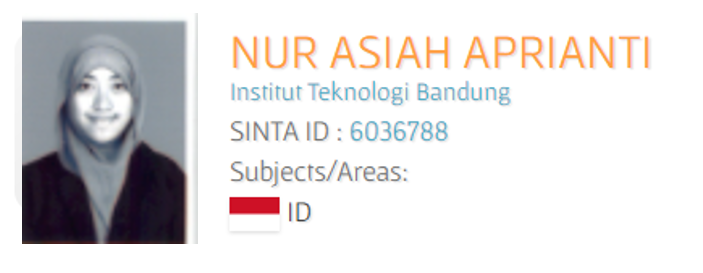 NUR ASIAH APRIANTI
Institut Teknologi Bandung
SINTA ID : 6036788
Subjects/Areas:
ID